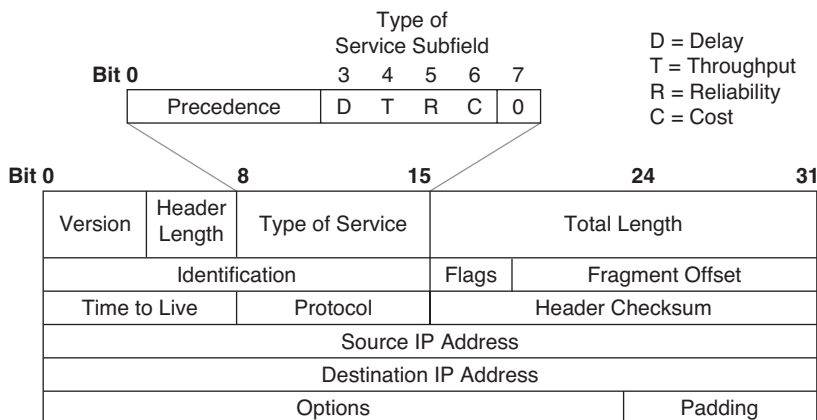 Type of
Service Subfield
D = Delay
T = Throughput
R = Reliability
C = Cost
Bit 0 3 4 5 6 7
Precedence D T R C 0
Bit 0 8 15 24 31
Version Header Length Type of Service Total Length
Identification Flags Fragment Offset
Time to Live Protocol Header Checksum
Source IP Address
Destination IP Address
Options Padding